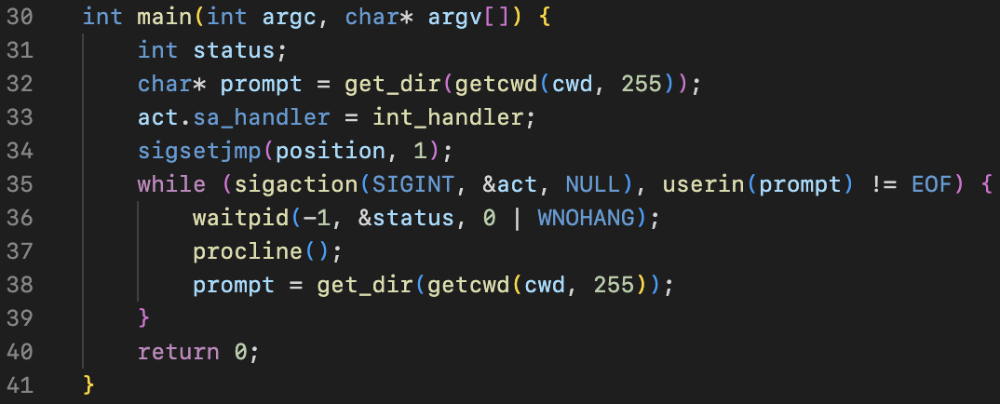 30 int main(int argc, char* argv[]) {
31     int status;
32     char* prompt = get_dir(getcwd(cwd, 255));
33     act.sa_handler = int_handler;
34     sigsetjmp(position, 1);
35     while (sigaction(SIGINT, &act, NULL), userin(prompt) != EOF) {
36         waitpid(-1, &status, 0 | WNOHANG);
37         procline();
38         prompt = get_dir(getcwd(cwd, 255));
39     }
40     return 0;
41 }